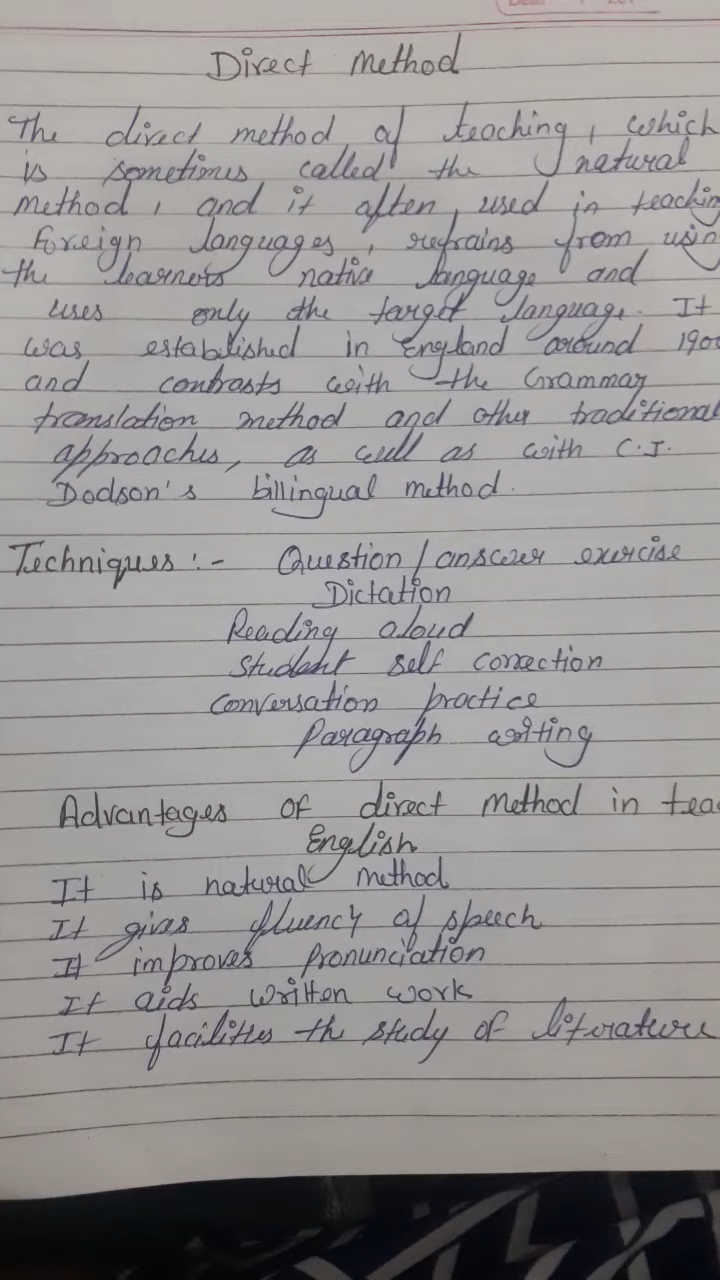 Direct Method
The direct method of teaching, which
is sometimes called the natural
method, and it often used in teachin
foreign languages, refrains from usin
the learners native language and
uses only the target language. It
was established in England around 190
and contrasts with the Grammar
translation method and other traditional
approaches, as well as with C.J.
Dodson's billingual method.
Techniques :- Question / answer exercise
Dictation
Reading aloud
Student self correction
Conversation practice
Paragraph writing
Advantages of direct method in tea
English
It is natural method
It gives fluency of speech
It improves pronunciation
It aids written work
It facilities the study of literature